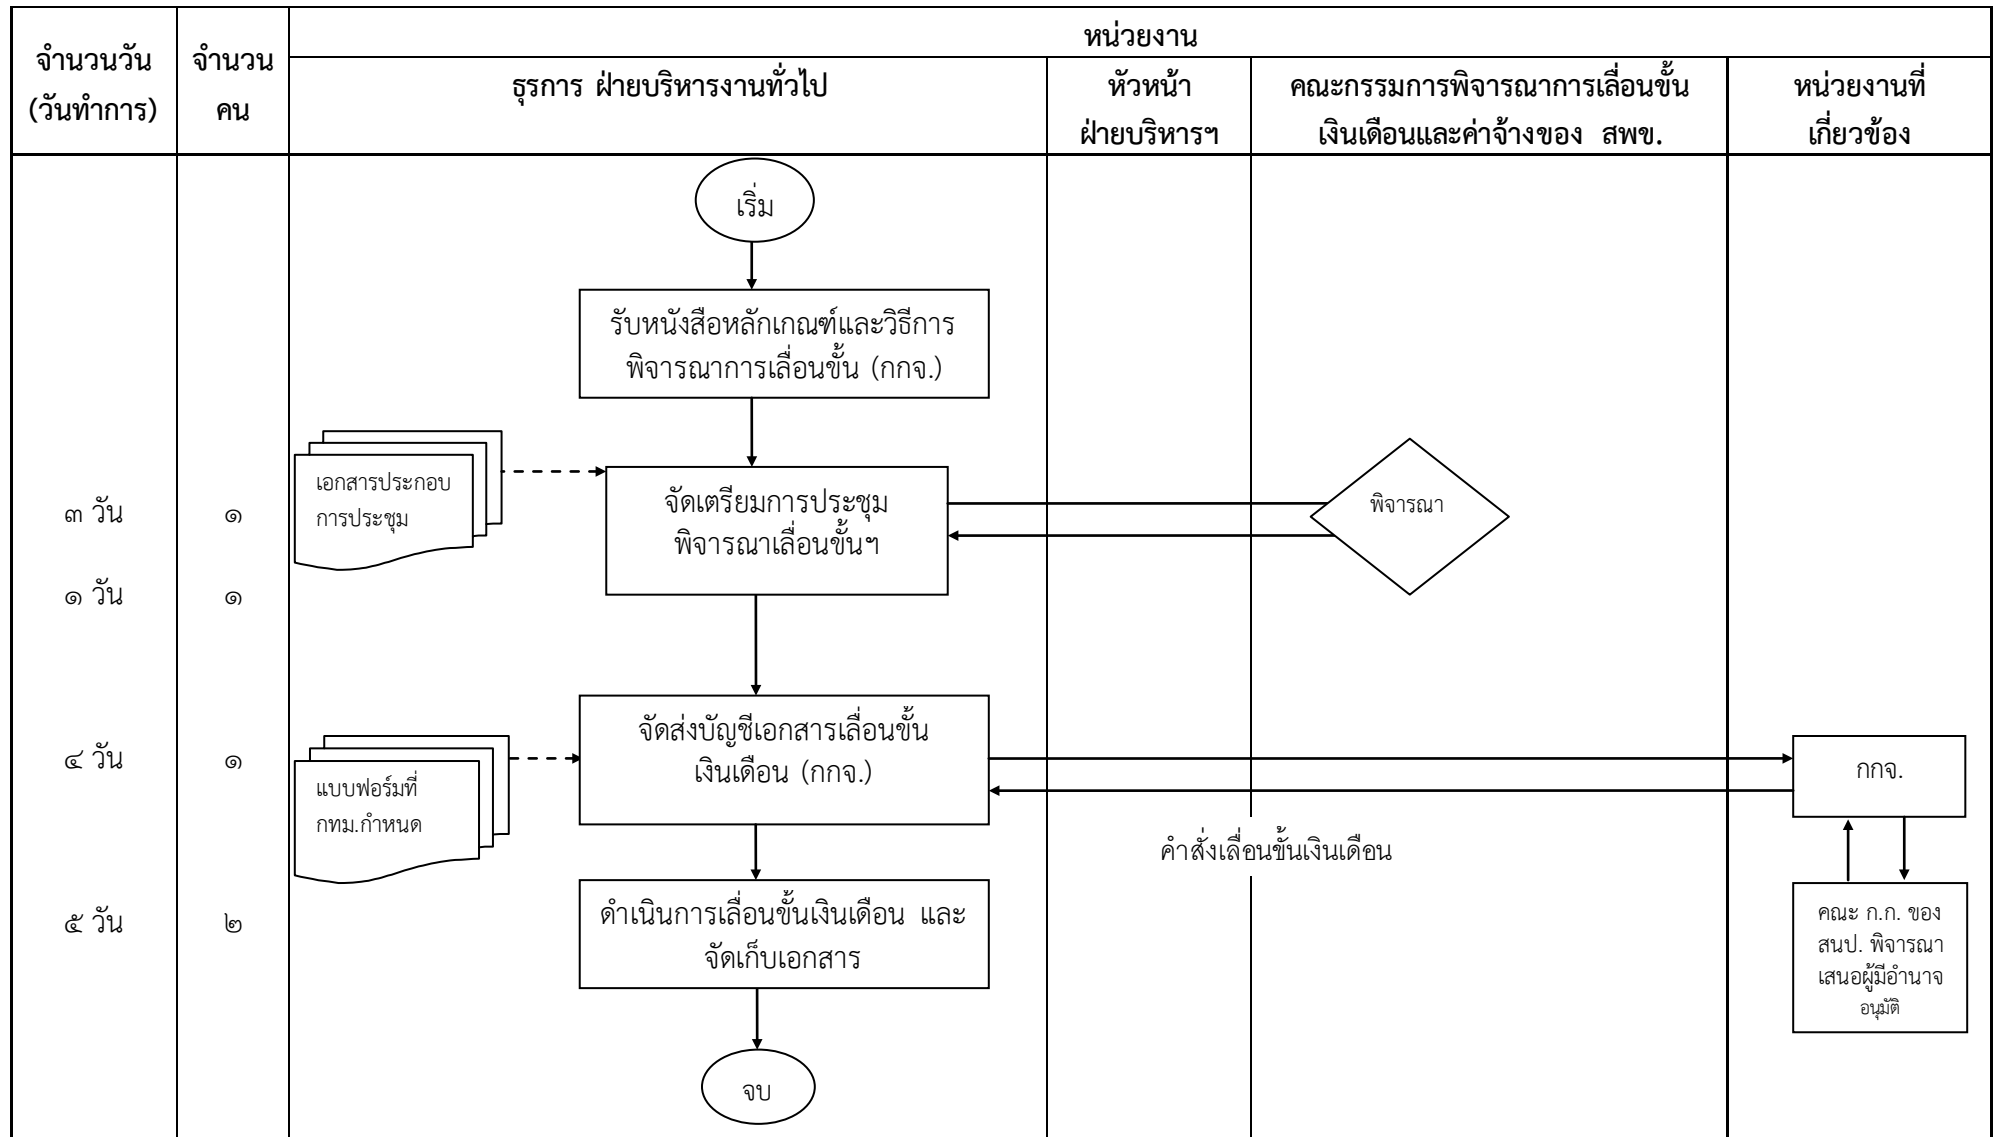 หน่วยงาน
จำนวนวัน
(วันทำการ)
จำนวน
คน
ธุรการ ฝ่ายบริหารงานทั่วไป
หัวหน้า
ฝ่ายบริหารฯ
คณะกรรมการพิจารณาการเลื่อนขั้น
เงินเดือนและค่าจ้างของ สพข.
หน่วยงานที่
เกี่ยวข้อง
เริ่ม
รับหนังสือหลักเกณฑ์และวิธีการ
พิจารณาการเลื่อนขั้น (กกจ.)
เอกสารประกอบ
การประชุม
จัดเตรียมการประชุม
พิจารณาเลื่อนขั้นฯ
พิจารณา
๓ วัน
๑
๑ วัน
๑
๔ วัน
๑
แบบฟอร์มที่
กทม.กำหนด
จัดส่งบัญชีเอกสารเลื่อนขั้น
เงินเดือน (กกจ.)
กกจ.
คำสั่งเลื่อนขั้นเงินเดือน
๕ วัน
๒
ดำเนินการเลื่อนขั้นเงินเดือน และ
จัดเก็บเอกสาร
คณะ ก.ก. ของ
สนป. พิจารณา
เสนอผู้มีอำนาจ
อนุมัติ
จบ